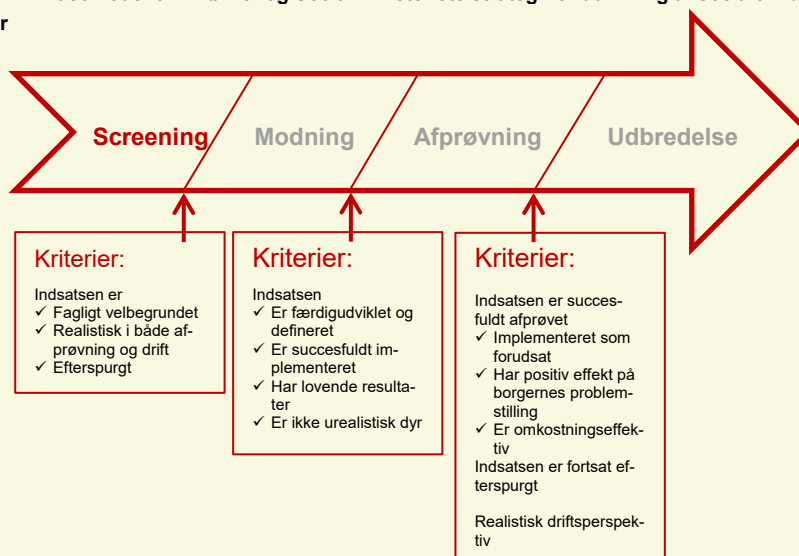 r
Screening
Modning
Afprøvning
Udbredelse
Kriterier:
Indsatsen er
✓ Fagligt velbegrundet
✓ Realistisk i både af-
prøvning og drift
✓ Efterspurgt
Kriterier:
Indsatsen
✓ Er færdigudviklet og
defineret
✓ Er succesfuldt im-
plementeret
✓ Har lovende resulta-
ter
✓ Er ikke urealistisk dyr
Kriterier:
Indsatsen er succes-
fuldt afprøvet
✓ Implementeret som
forudsat
✓ Har positiv effekt på
borgernes problem-
stilling
✓ Er omkostningseffek-
tiv
Indsatsen er fortsat ef-
terspurgt
Realistisk driftsperspek-
tiv